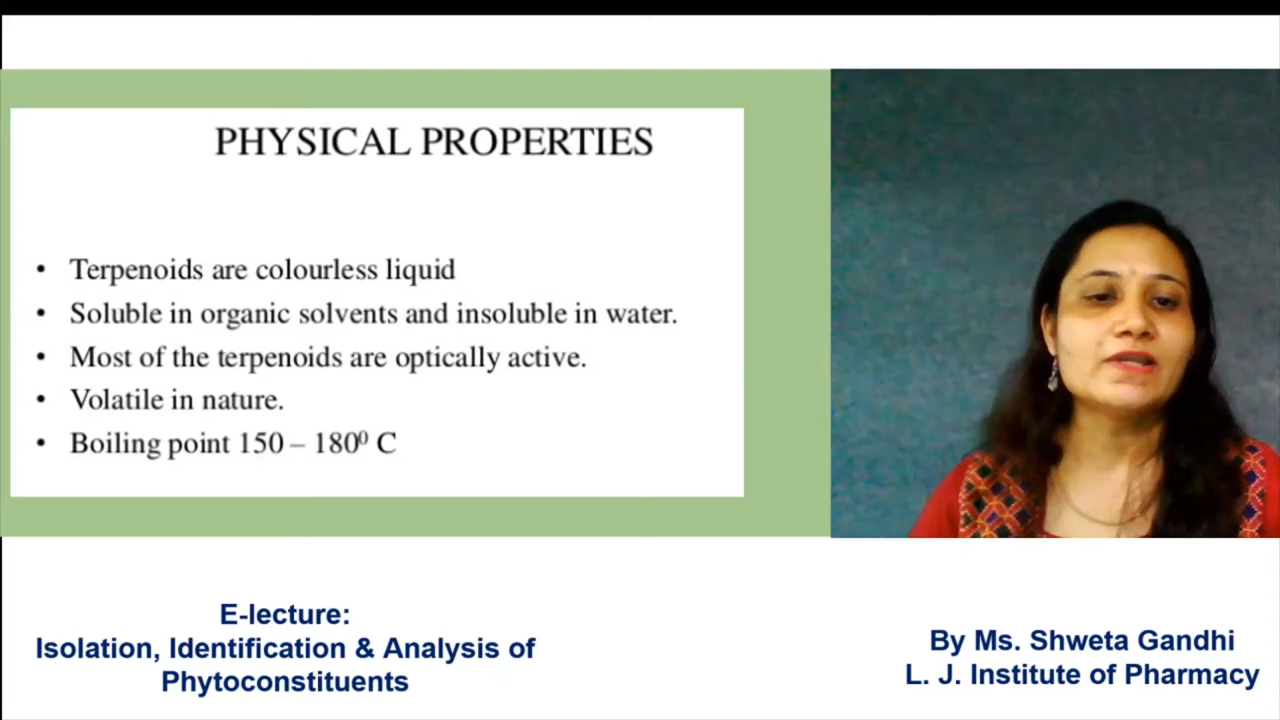 PHYSICAL PROPERTIES
• Terpenoids are colourless liquid
• Soluble in organic solvents and insoluble in water.
• Most of the terpenoids are optically active.
• Volatile in nature.
• Boiling point 150 – 180⁰ C
E-lecture:
Isolation, Identification & Analysis of
Phytoconstituents
By Ms. Shweta Gandhi
L. J. Institute of Pharmacy